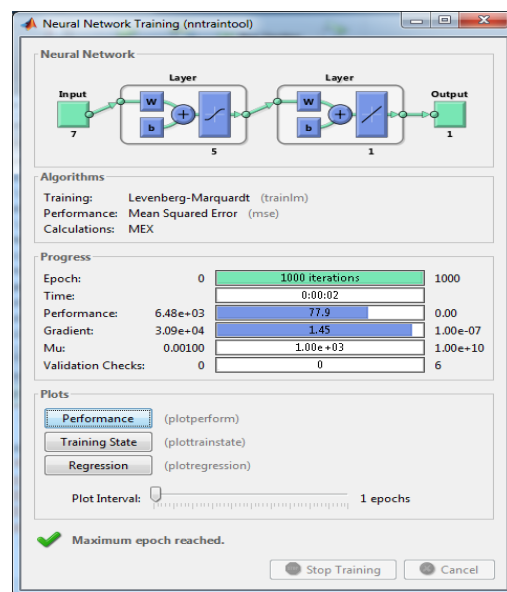 Neural Network Training (nntraintool)
Neural Network
Layer Layer
Input Output
W W
b b
7 1
5 1
Algorithms
Training: Levenberg-Marquardt (trainlm)
Performance: Mean Squared Error (mse)
Calculations: MEX
Progress
Epoch: 0 1000 iterations 1000
Time: 0:00:02
Performance: 6.48e+03 77.9 0.00
Gradient: 3.09e+04 1.45 1.00e-07
Mu: 0.00100 1.00e+03 1.00e+10
Validation Checks: 0 0 6
Plots
Performance (plotperform)
Training State (plottrainstate)
Regression (plotregression)
Plot Interval: 1 epochs
Maximum epoch reached.
Stop Training Cancel